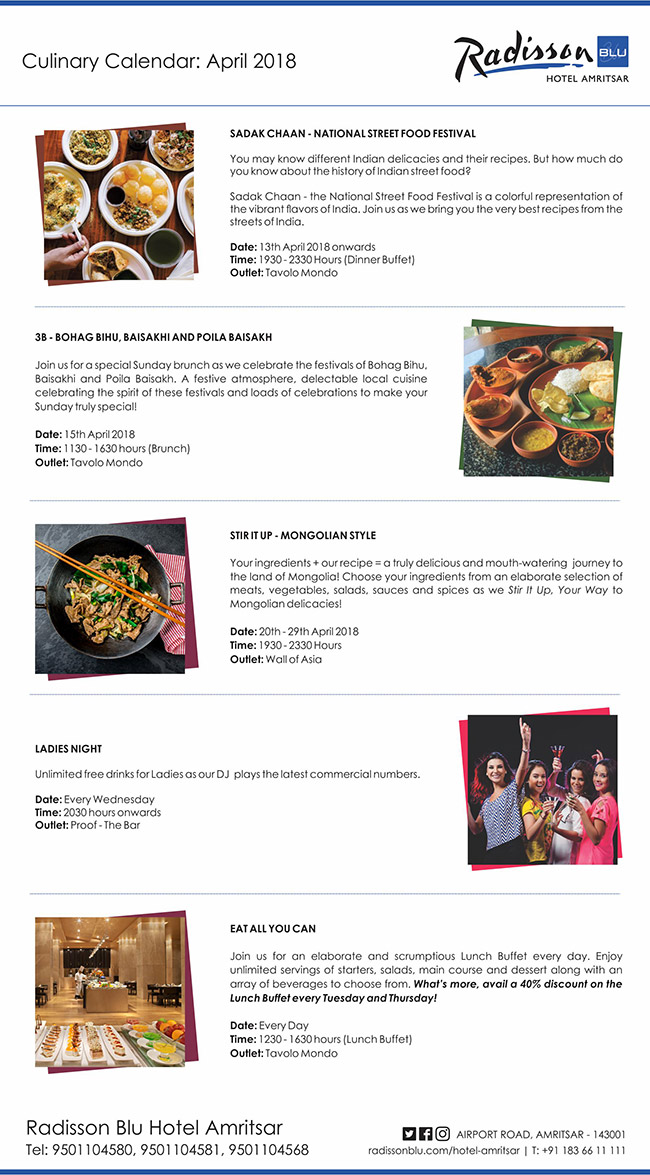 Culinary Calendar: April 2018
Radisson BLU
HOTEL AMRITSAR
SADAK CHAAN - NATIONAL STREET FOOD FESTIVAL
You may know different Indian delicacies and their recipes. But how much do
you know about the history of Indian street food?
Sadak Chaan - the National Street Food Festival is a colorful representation of
the vibrant flavors of India. Join us as we bring you the very best recipes from the
streets of India.
Date: 13th April 2018 onwards
Time: 1930 - 2330 Hours (Dinner Buffet)
Outlet: Tavolo Mondo
3B - BOHAG BIHU, BAISAKHI AND POILA BAISAKH
Join us for a special Sunday brunch as we celebrate the festivals of Bohag Bihu,
Baisakhi and Poila Baisakh. A festive atmosphere, delectable local cuisine
celebrating the spirit of these festivals and loads of celebrations to make your
Sunday truly special!
Date: 15th April 2018
Time: 1130 - 1630 hours (Brunch)
Outlet: Tavolo Mondo
STIR IT UP - MONGOLIAN STYLE
Your ingredients + our recipe = a truly delicious and mouth-watering journey to
the land of Mongolia! Choose your ingredients from an elaborate selection of
meats, vegetables, salads, sauces and spices as we Stir It Up, Your Way to
Mongolian delicacies!
Date: 20th - 29th April 2018
Time: 1930 - 2330 Hours
Outlet: Wall of Asia
LADIES NIGHT
Unlimited free drinks for Ladies as our DJ plays the latest commercial numbers.
Date: Every Wednesday
Time: 2030 hours onwards
Outlet: Proof - The Bar
EAT ALL YOU CAN
Join us for an elaborate and scrumptious Lunch Buffet every day. Enjoy
unlimited servings of starters, salads, main course and dessert along with an
array of beverages to choose from. What's more, avail a 40% discount on the
Lunch Buffet every Tuesday and Thursday!
Date: Every Day
Time: 1230 - 1630 hours (Lunch Buffet)
Outlet: Tavolo Mondo
Radisson Blu Hotel Amritsar
Tel: 9501104580, 9501104581, 9501104568
AIRPORT ROAD, AMRITSAR - 143001
radissonblu.com/hotel-amritsar | T: +91 183 66 11 111